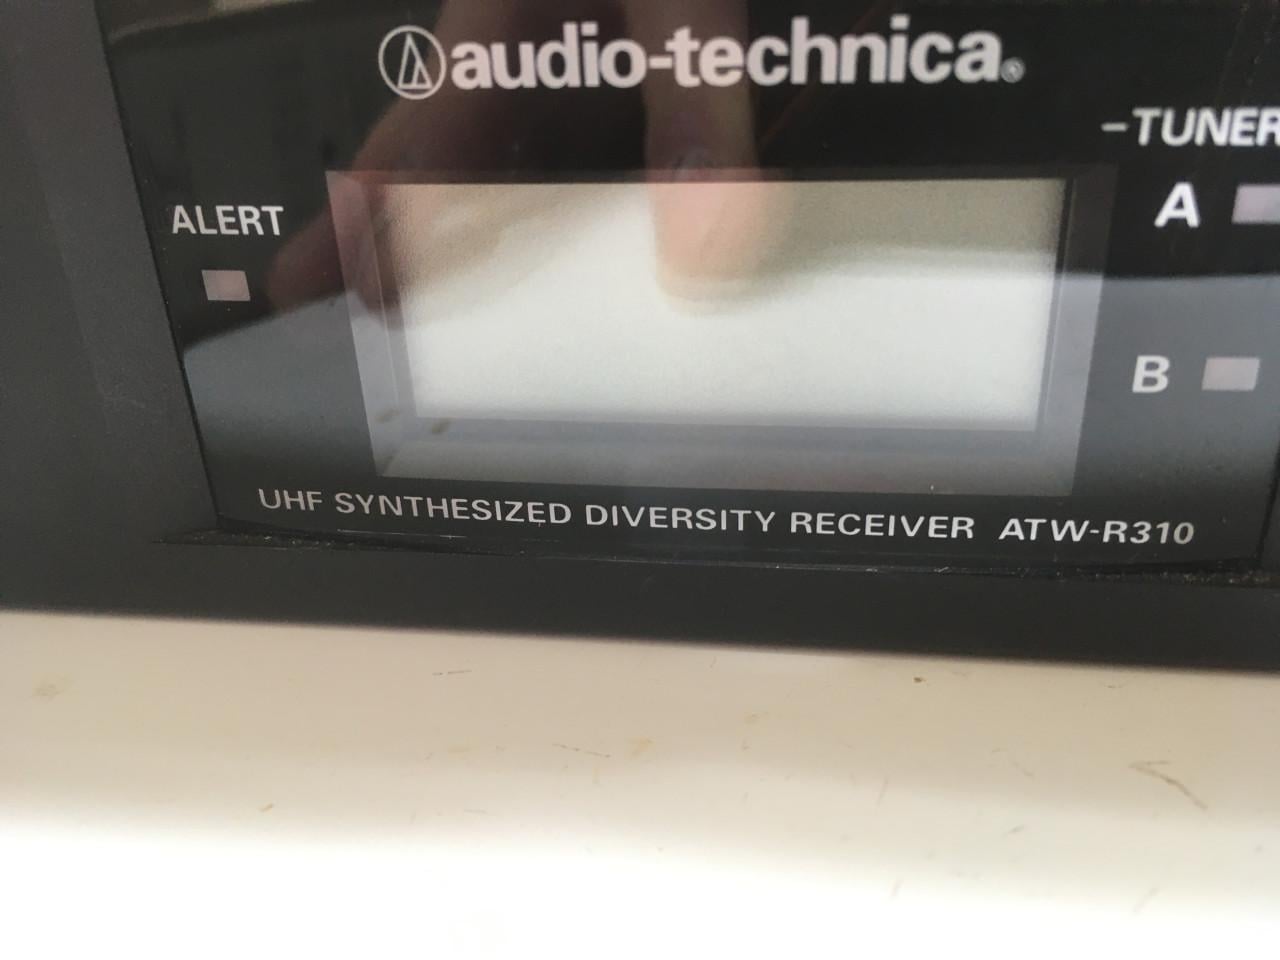 audio-technica®
–TUNER
ALERT
A
B
UHF SYNTHESIZED DIVERSITY RECEIVER ATW-R310